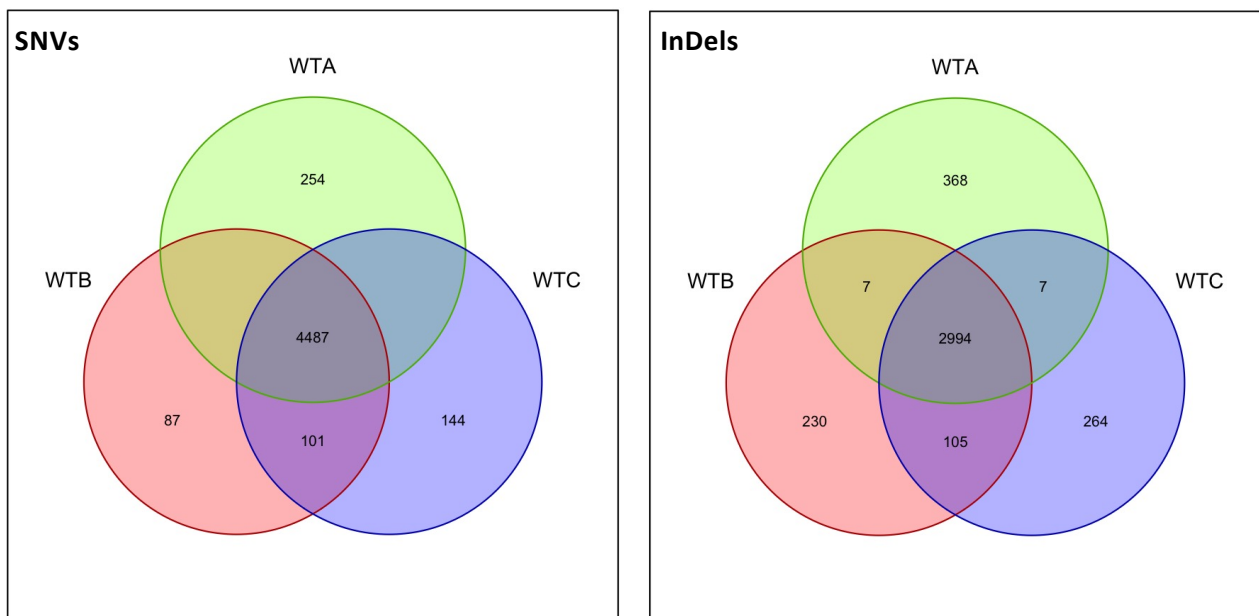 SNVs
WTA
254
WTB
WTC
4487
87
101
144
InDels
WTA
368
WTB
WTC
7
7
2994
230
105
264